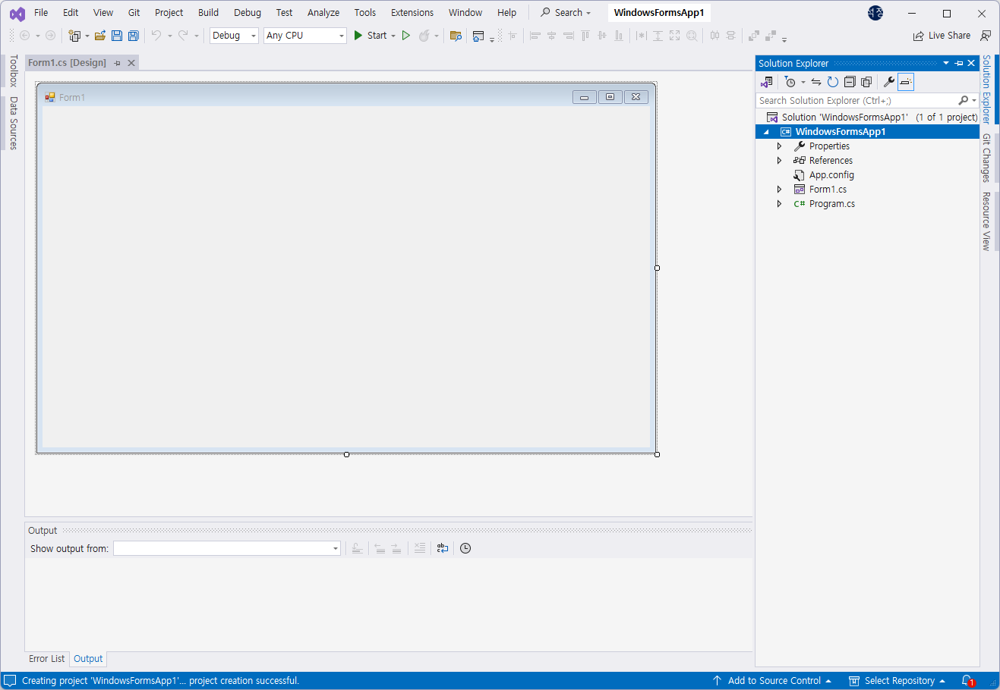 File Edit View Git Project Build Debug Test Analyze Tools Extensions Window Help Search WindowsFormsApp1 석정
Debug Any CPU Start Live Share
Toolbox
Data Sources
Form1.cs [Design]
Form1
Output
Show output from:
Error List Output
Solution Explorer
Search Solution Explorer (Ctrl+;)
Solution 'WindowsFormsApp1' (1 of 1 project)
C# WindowsFormsApp1
Properties
References
App.config
Form1.cs
C# Program.cs
Solution Explorer
Git Changes
Resource View
Creating project 'WindowsFormsApp1'... project creation successful. Add to Source Control Select Repository 1